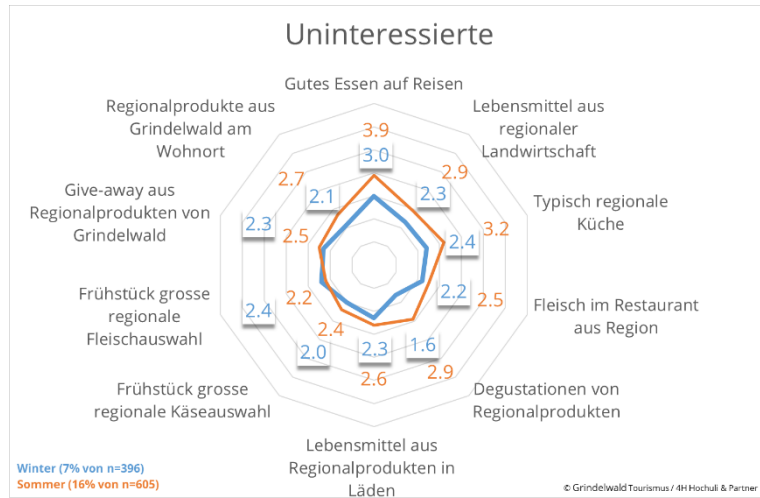 Uninteressierte
Gutes Essen auf Reisen
Regionalprodukte aus
Grindelwald am
Wohnort
Lebensmittel aus
regionaler
Landwirtschaft
3.9
3.0
2.7
2.1
2.9
2.3
Give-away aus
Regionalprodukten von
Grindelwald
Typisch regionale
Küche
2.3
2.5
2.4
3.2
Frühstück grosse
regionale
Fleischauswahl
Fleisch im Restaurant
aus Region
2.4
2.2
2.2
2.5
2.4
2.0
2.3
2.6
1.6
2.9
Frühstück grosse
regionale Käseauswahl
Degustationen von
Regionalprodukten
Lebensmittel aus
Regionalprodukten in
Läden
Winter (7% von n=396)
Sommer (16% von n=605)
© Grindelwald Tourismus / 4H Hochuli & Partner